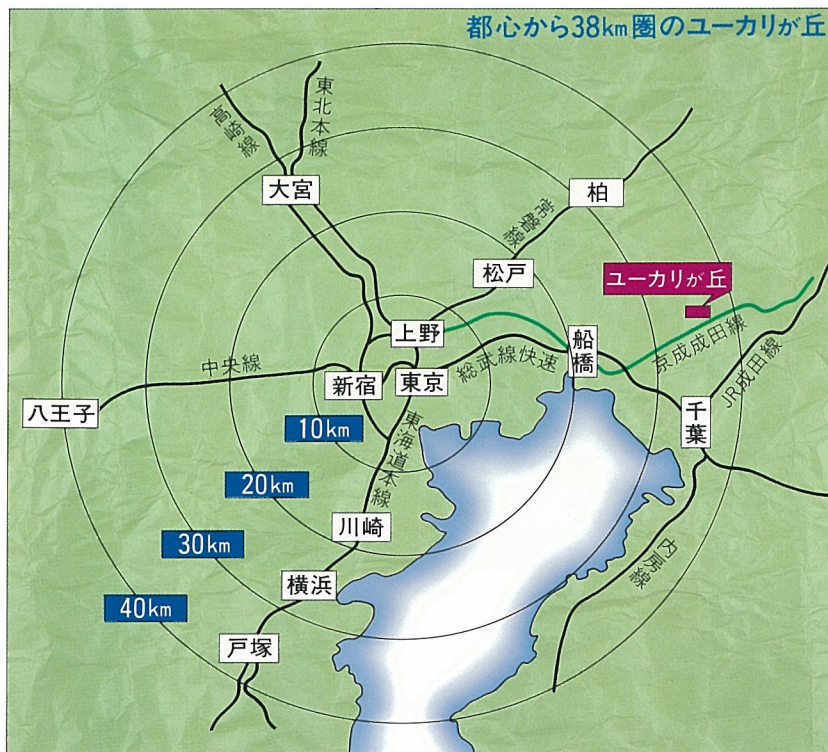 都心から38km圏のユーカリが丘
東北本線
高崎線
大宮
柏
常磐線
松戸
ユーカリが丘
上野
船橋
京成成田線
JR成田線
中央線
新宿
東京
総武線快速
八王子
千葉
10km
東海道本線
20km
川崎
30km
内房線
横浜
40km
戸塚